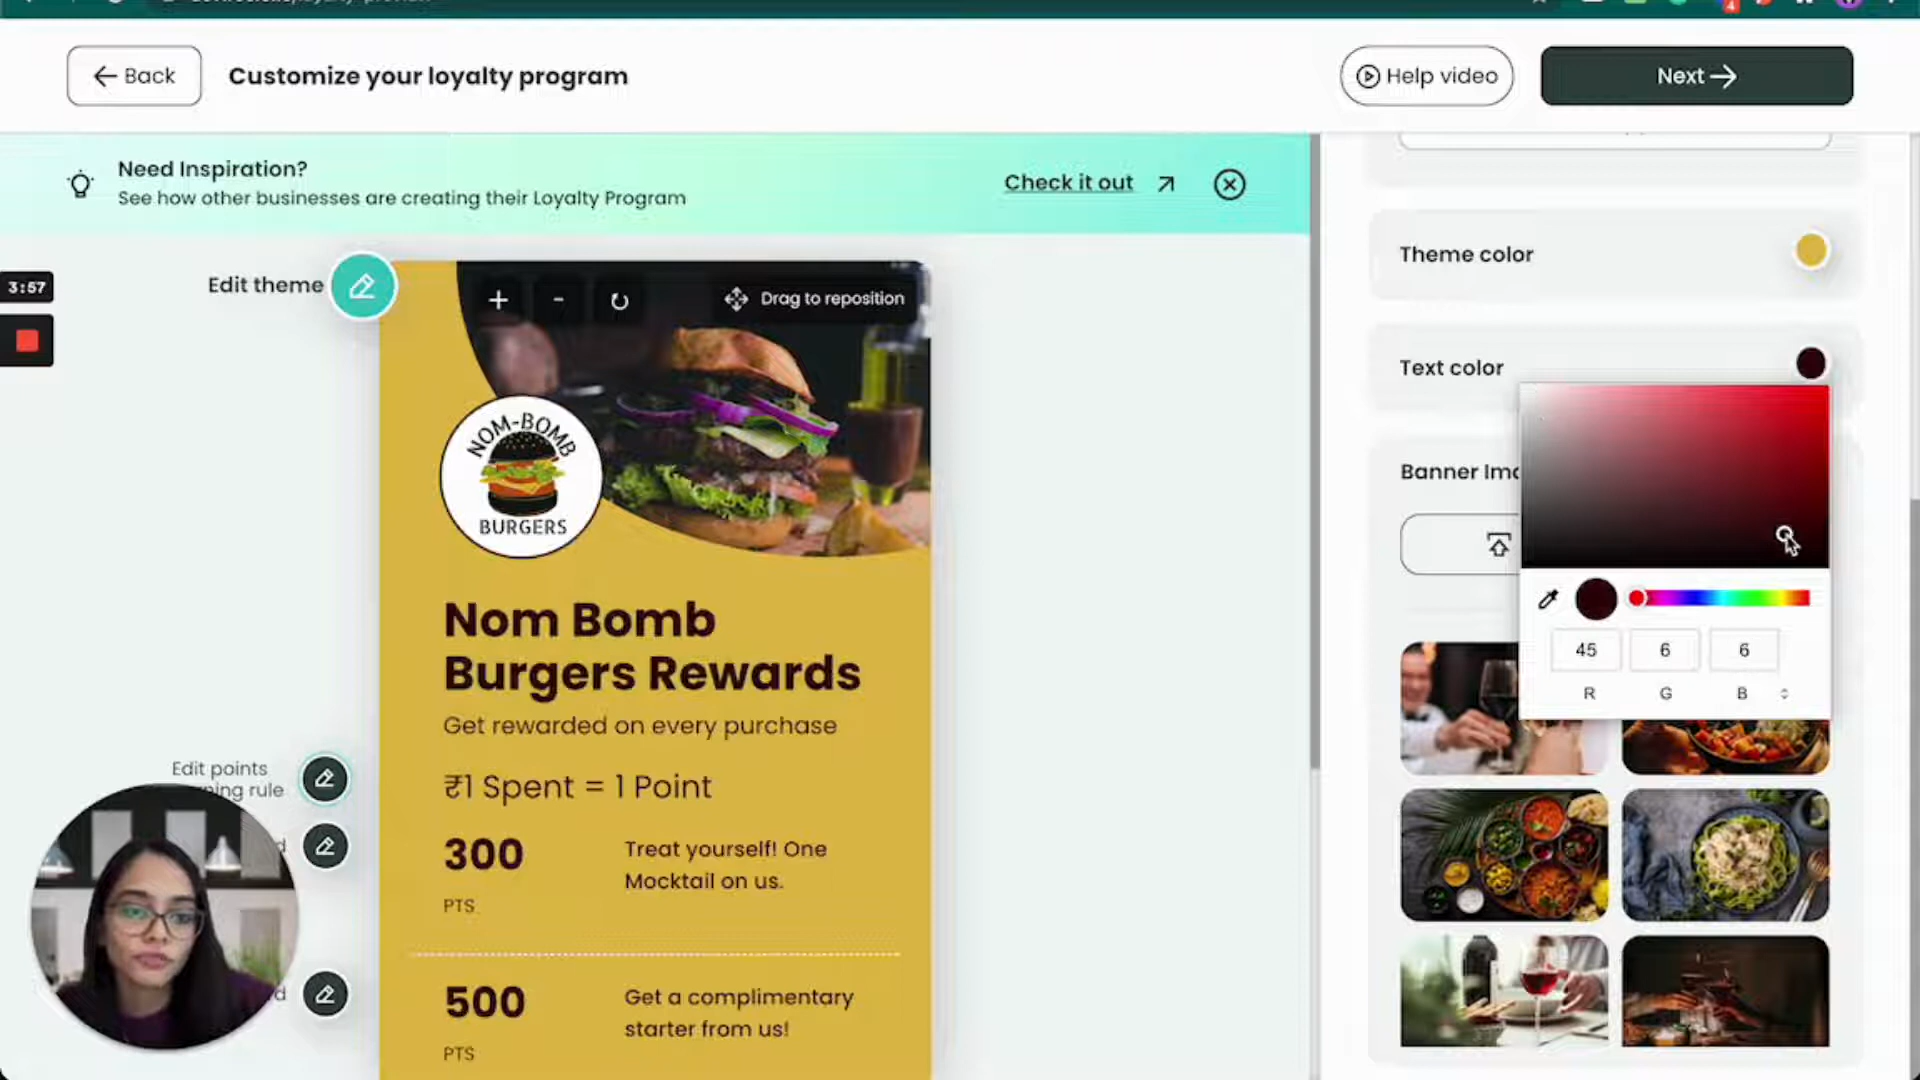 Back
Customize your loyalty program
Help video
Next
4
Need Inspiration?
See how other businesses are creating their Loyalty Program
Check it out
Theme color
Edit theme
3:57
+
-
Drag to reposition
Text color
NOM-BOMB
BURGERS
Banner Ima
Nom Bomb
Burgers Rewards
Get rewarded on every purchase
45
6
6
R
G
B
Edit points
ning rule
₹1 Spent = 1 Point
300
PTS
Treat yourself! One
Mocktail on us.
500
PTS
Get a complimentary
starter from us!